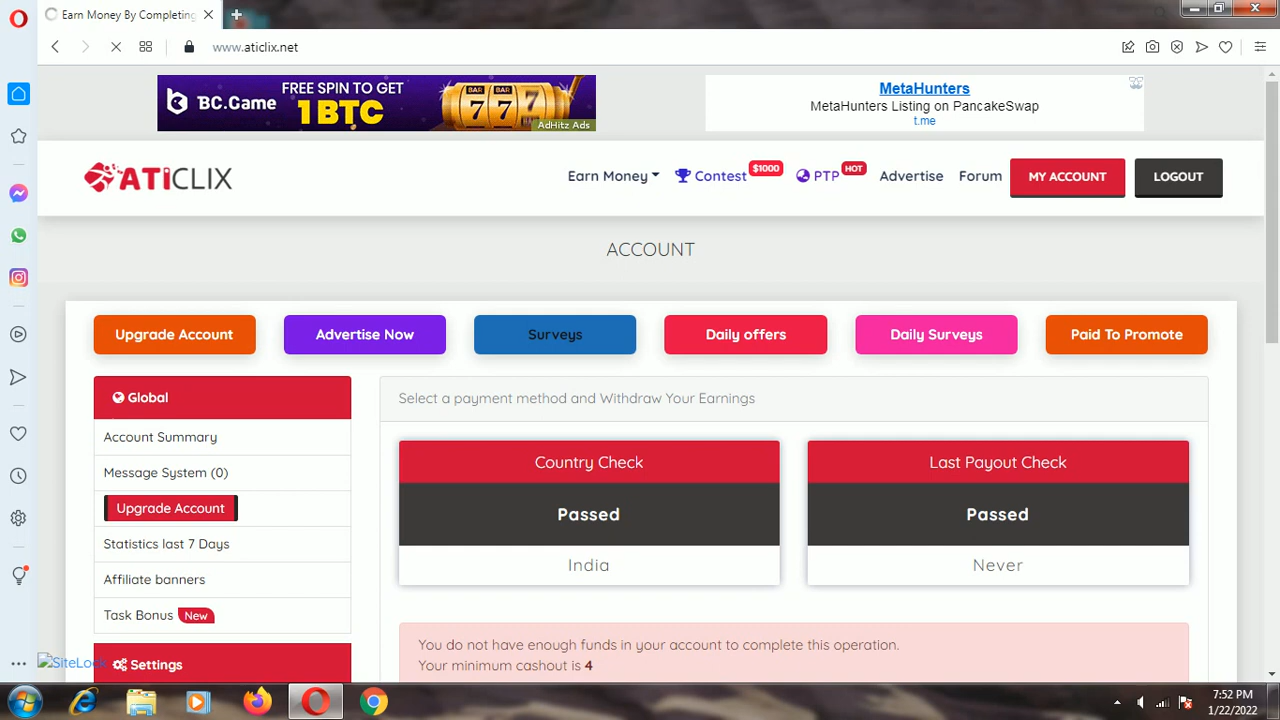 Earn Money By Completing
www.aticlix.net
BC.GAME
FREE SPIN TO GET
1BTC
BAR BAR
777
AdHitz Ads
MetaHunters
MetaHunters Listing on PancakeSwap
t.me
ATICLIX
Earn Money
Contest $1000
PTP HOT
Advertise
Forum
MY ACCOUNT
LOGOUT
ACCOUNT
Upgrade Account
Advertise Now
Surveys
Daily offers
Daily Surveys
Paid To Promote
Global
Account Summary
Message System (0)
Upgrade Account
Statistics last 7 Days
Affiliate banners
Task Bonus New
SiteLock
Settings
Select a payment method and Withdraw Your Earnings
Country Check
Passed
India
Last Payout Check
Passed
Never
You do not have enough funds in your account to complete this operation.
Your minimum cashout is 4
7:52 PM
1/22/2022